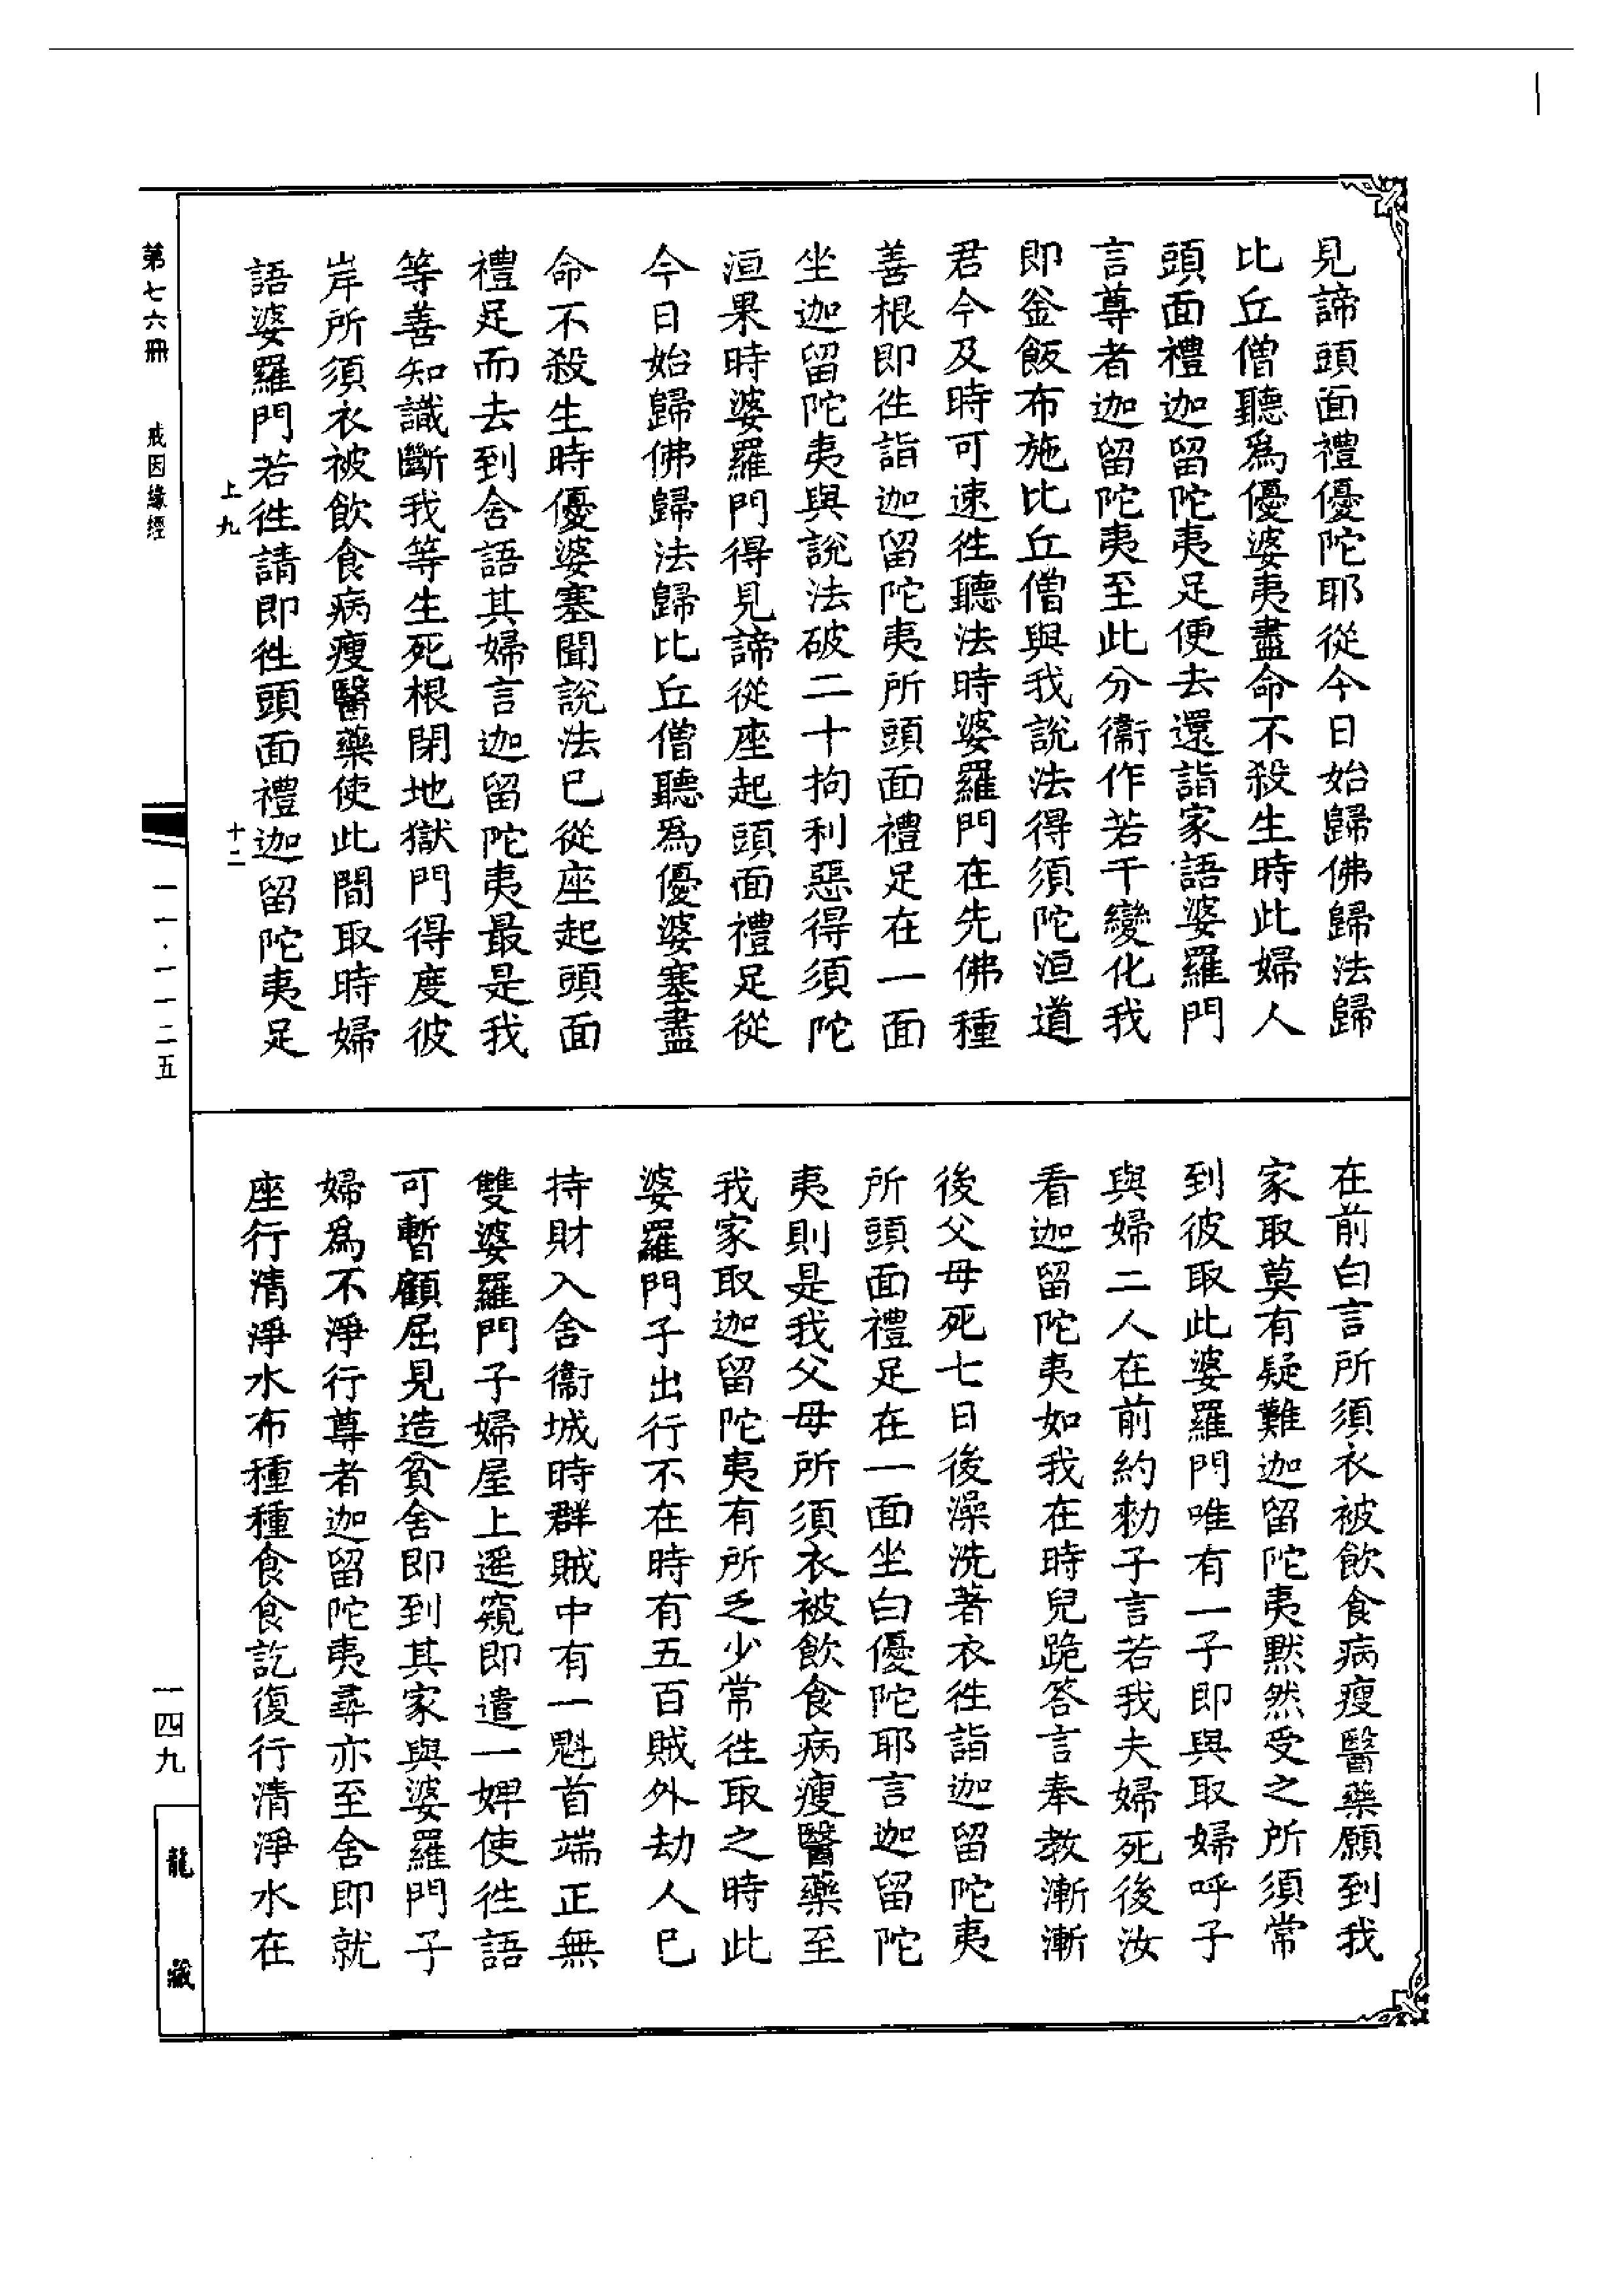 見諦頭面禮優陀耶從今日始歸佛歸法歸
比丘僧聽爲優婆夷盡命不殺生時此婦人
頭面禮迦留陀夷足便去還詣家語婆羅門
言尊者迦留陀夷至此分衞作若干變化我
即釜飯布施比丘僧與我說法得須陀洹道
君今及時可速徃聽法時婆羅門在先佛種
善根即徃詣迦留陀夷所頭面禮足在一面
坐迦留陀夷與說法破二十拘利惡得須陀
洹果時婆羅門得見諦從座起頭面禮足從
今日始歸佛歸法歸比丘僧聽爲優婆塞盡
命不殺生時優婆塞聞說法已從座起頭面
禮足而去到舍語其婦言迦留陀夷最是我
等善知識斷我等生死根閉地獄門得度彼
岸所須衣被飲食病瘦醫藥使此間取時婦
語婆羅門若徃請即徃頭面禮迦留陀夷足
上九
十二
在前白言所須衣被飲食病瘦醫藥願到我
家取莫有疑難迦留陀夷默然受之所須常
到彼取此婆羅門唯有一子即與取婦呼子
與婦二人在前約勑子言若我夫婦死後汝
看迦留陀夷如我在時兒跪答言奉教漸漸
後父母死七日後澡洗著衣徃詣迦留陀夷
所頭面禮足在一面坐白優陀耶言迦留陀
夷則是我父母所須衣被飲食病瘦醫藥至
我家取迦留陀夷有所乏少常徃取之時此
婆羅門子出行不在時有五百賊外劫人已
持財入舍衞城時群賊中有一魁首端正無
雙婆羅門子婦屋上遥窺即遣一婢使徃語
可暫顧屈見造貧舍即到其家與婆羅門子
婦爲不淨行尊者迦留陀夷尋亦至舍即就
座行清淨水布種種食食訖復行清淨水在
第七六冊
戒因緣經
一一·一一二五
一四九
龍藏